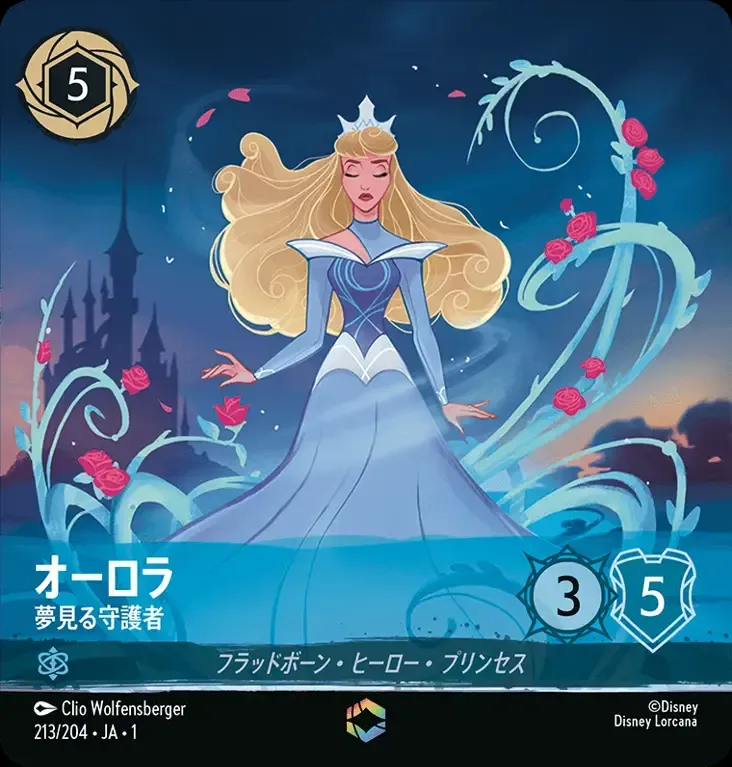 5
オーロラ
夢見る守護者
3
5
フラッドボーン・ヒーロー・プリンセス
Clio Wolfensberger
213/204・JA・1
©Disney
Disney Lorcana